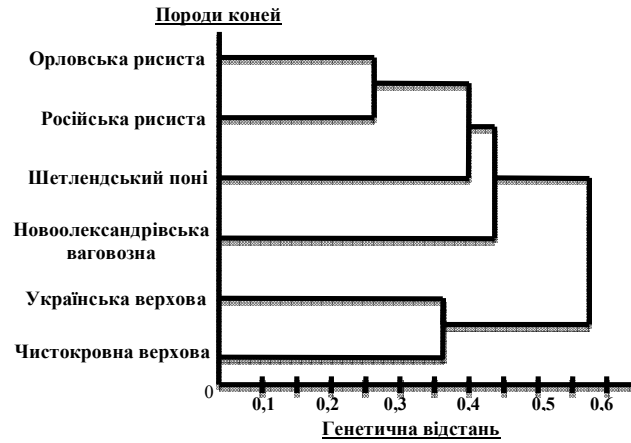 Породи коней
Орловська рисиста
Російська рисиста
Шетлендський поні
Новоолександрівська
ваговозна
Українська верхова
Чистокровна верхова
0
0,1 0,2 0,3 0,4 0,5 0,6
Генетична відстань